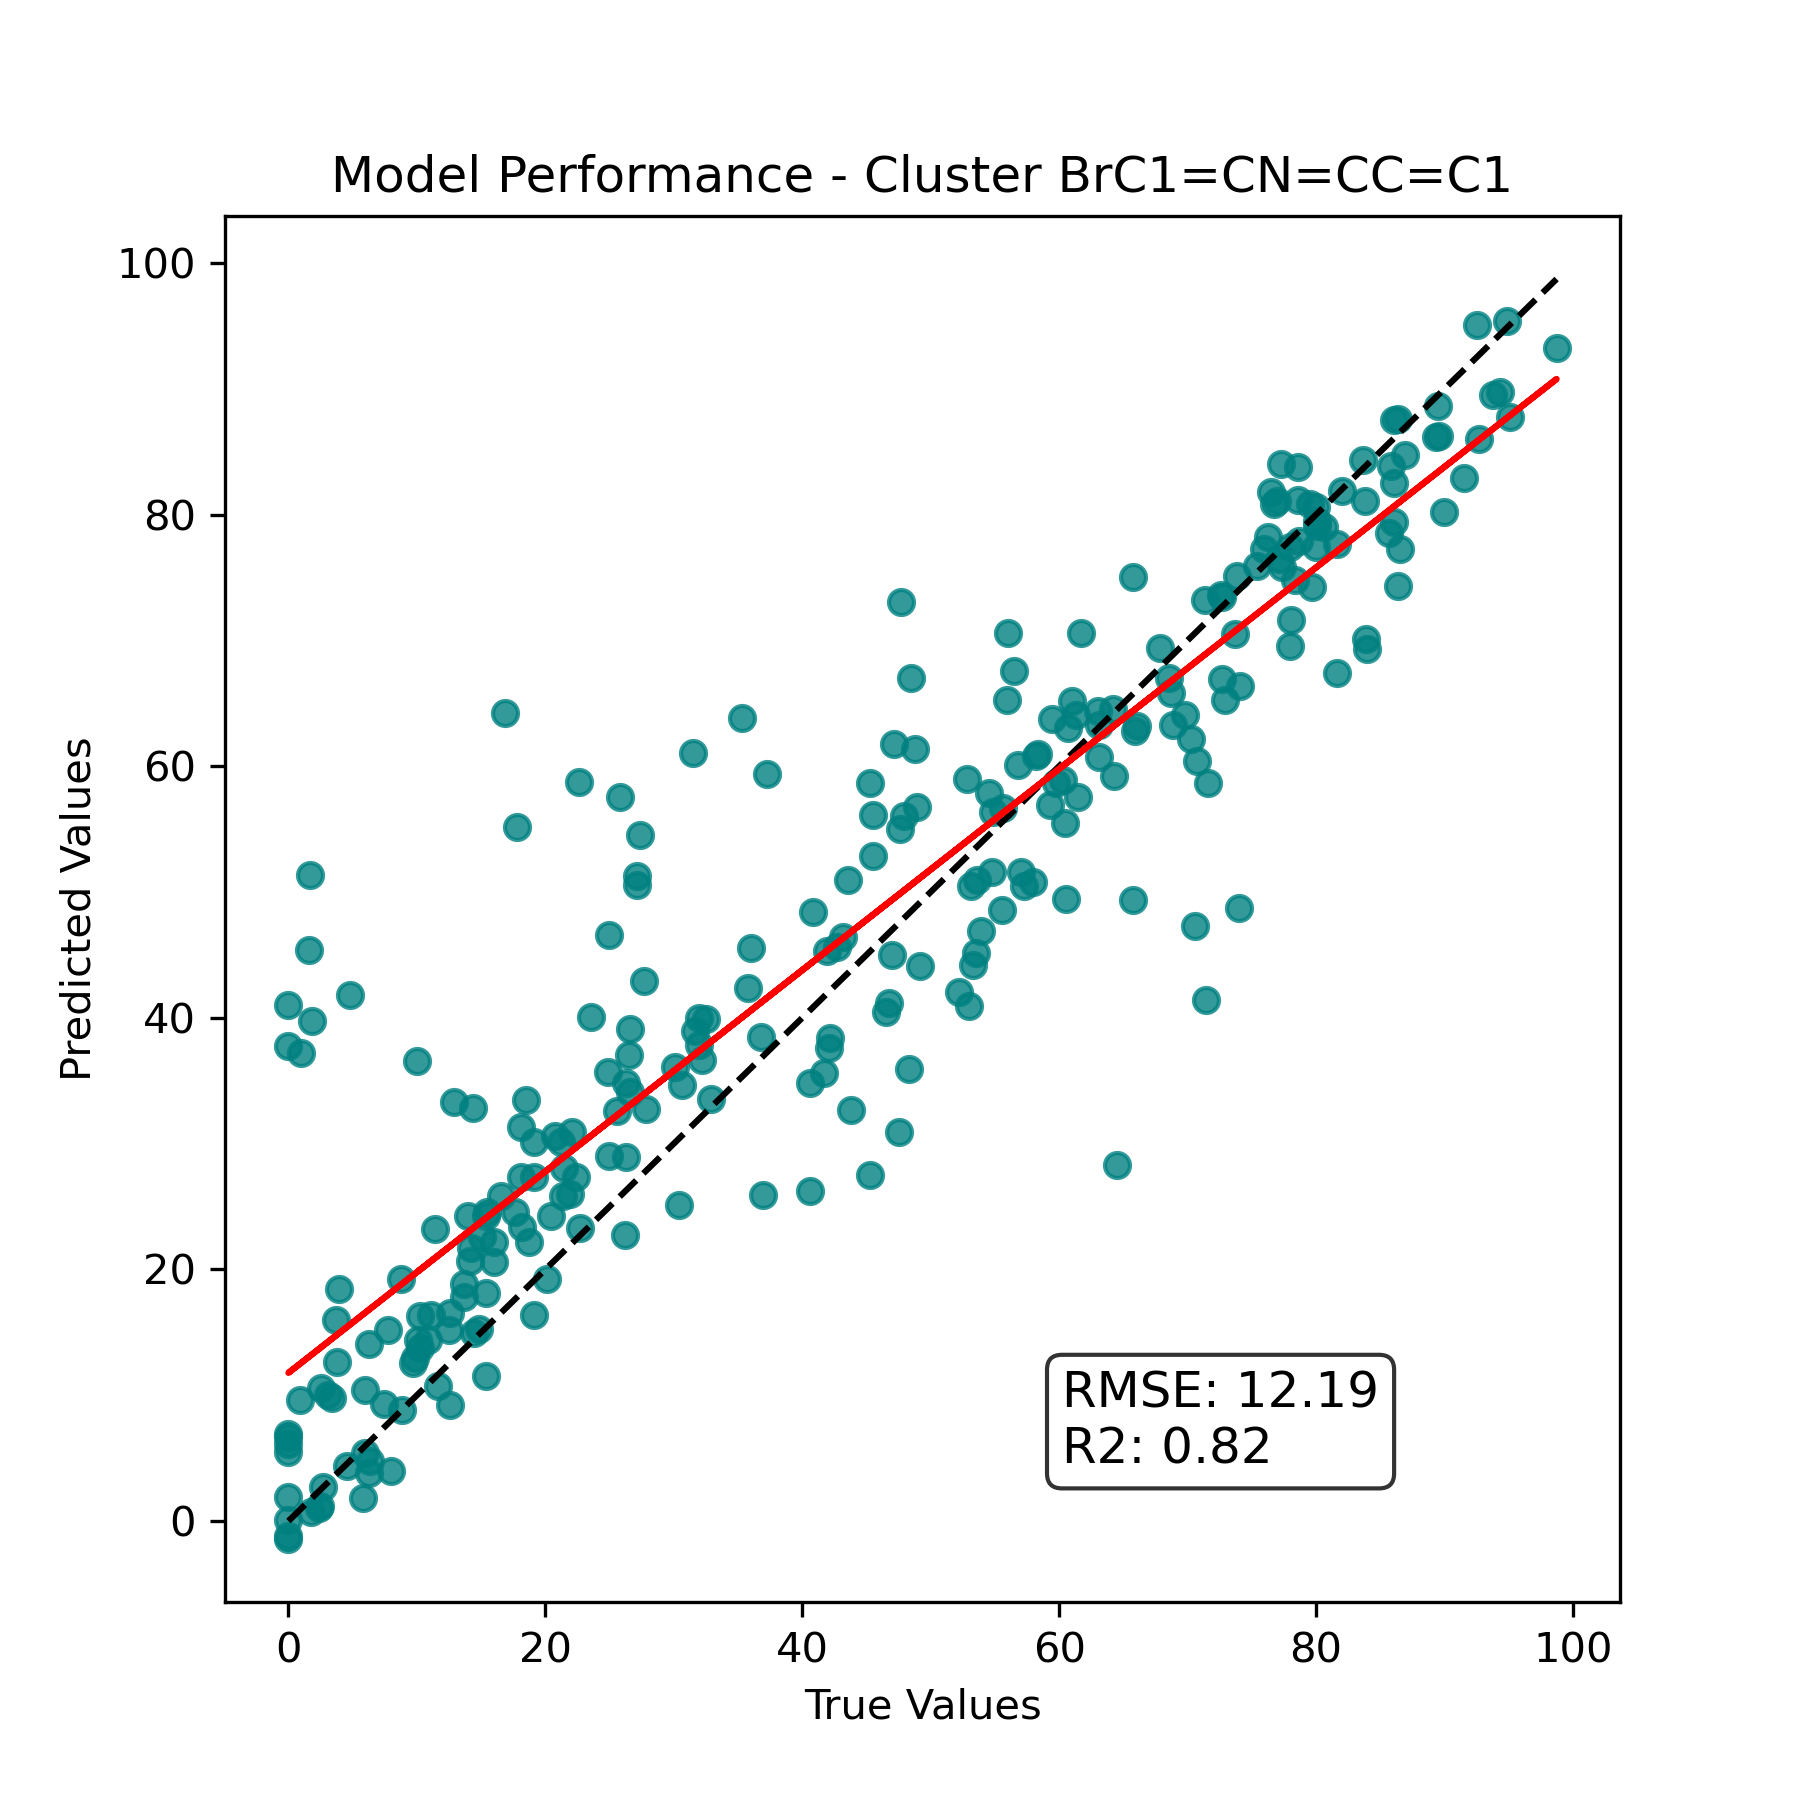 Model Performance - Cluster BrC1=CN=CC=C1
100
80
60
40
20
0
Predicted Values
RMSE: 12.19
R2: 0.82
0 20 40 60 80 100
True Values